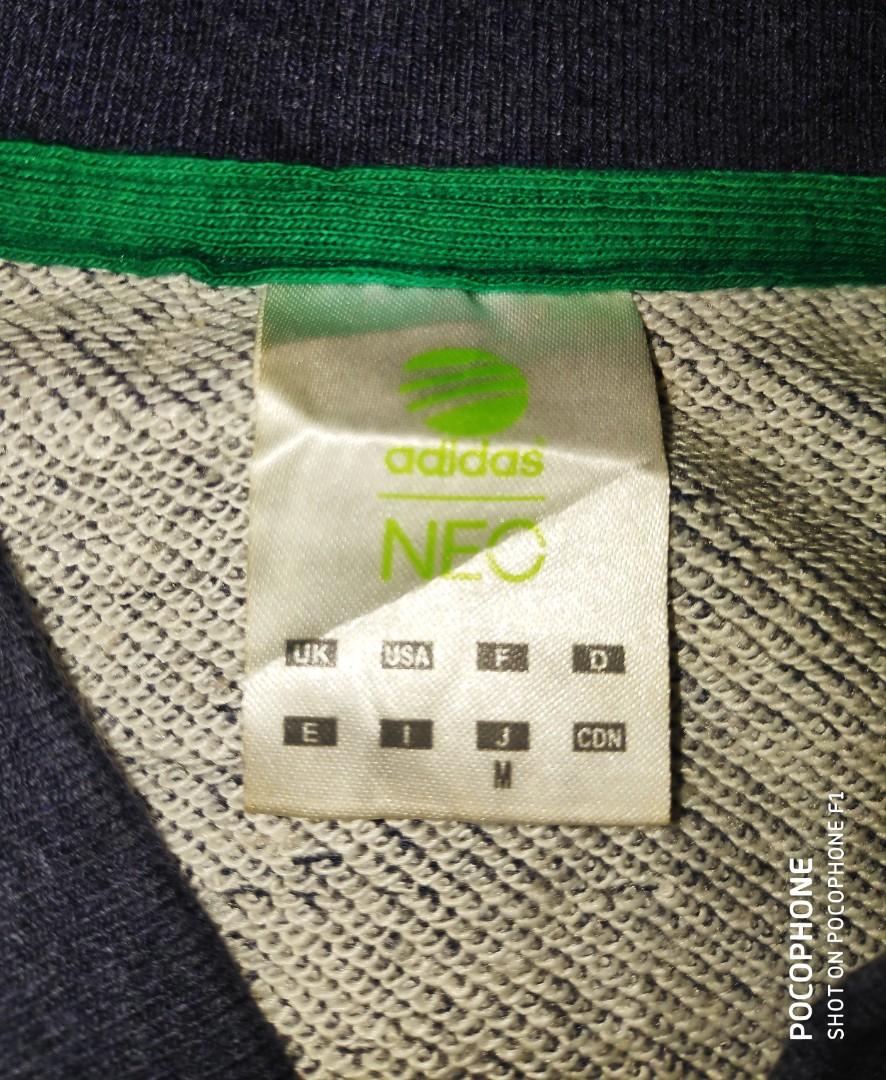 adidas
NEO
UK USA F D
E I J CDN
M
POCOPHONE
SHOT ON POCOPHONE F1